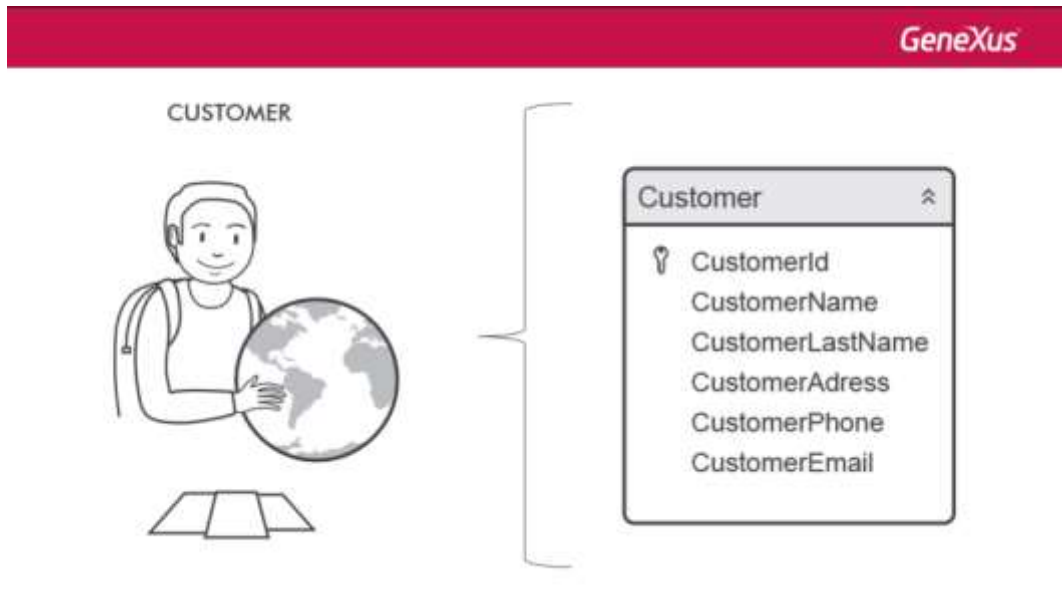 GeneXus
CUSTOMER
Customer
CustomerId
CustomerName
CustomerLastName
CustomerAdress
CustomerPhone
CustomerEmail